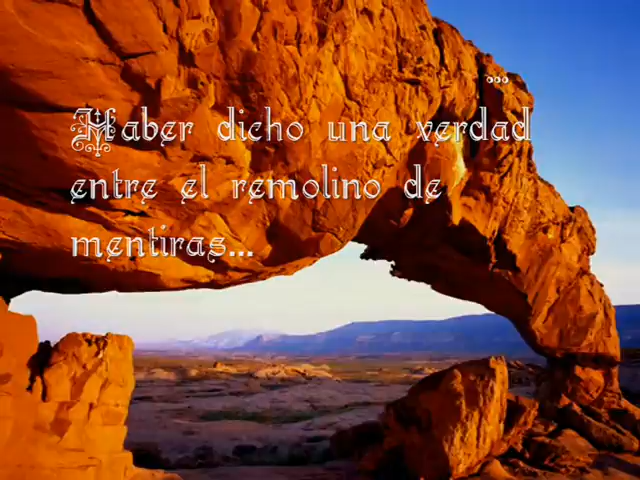 ...
Haber dicho una verdad
entre el remolino de
mentiras...